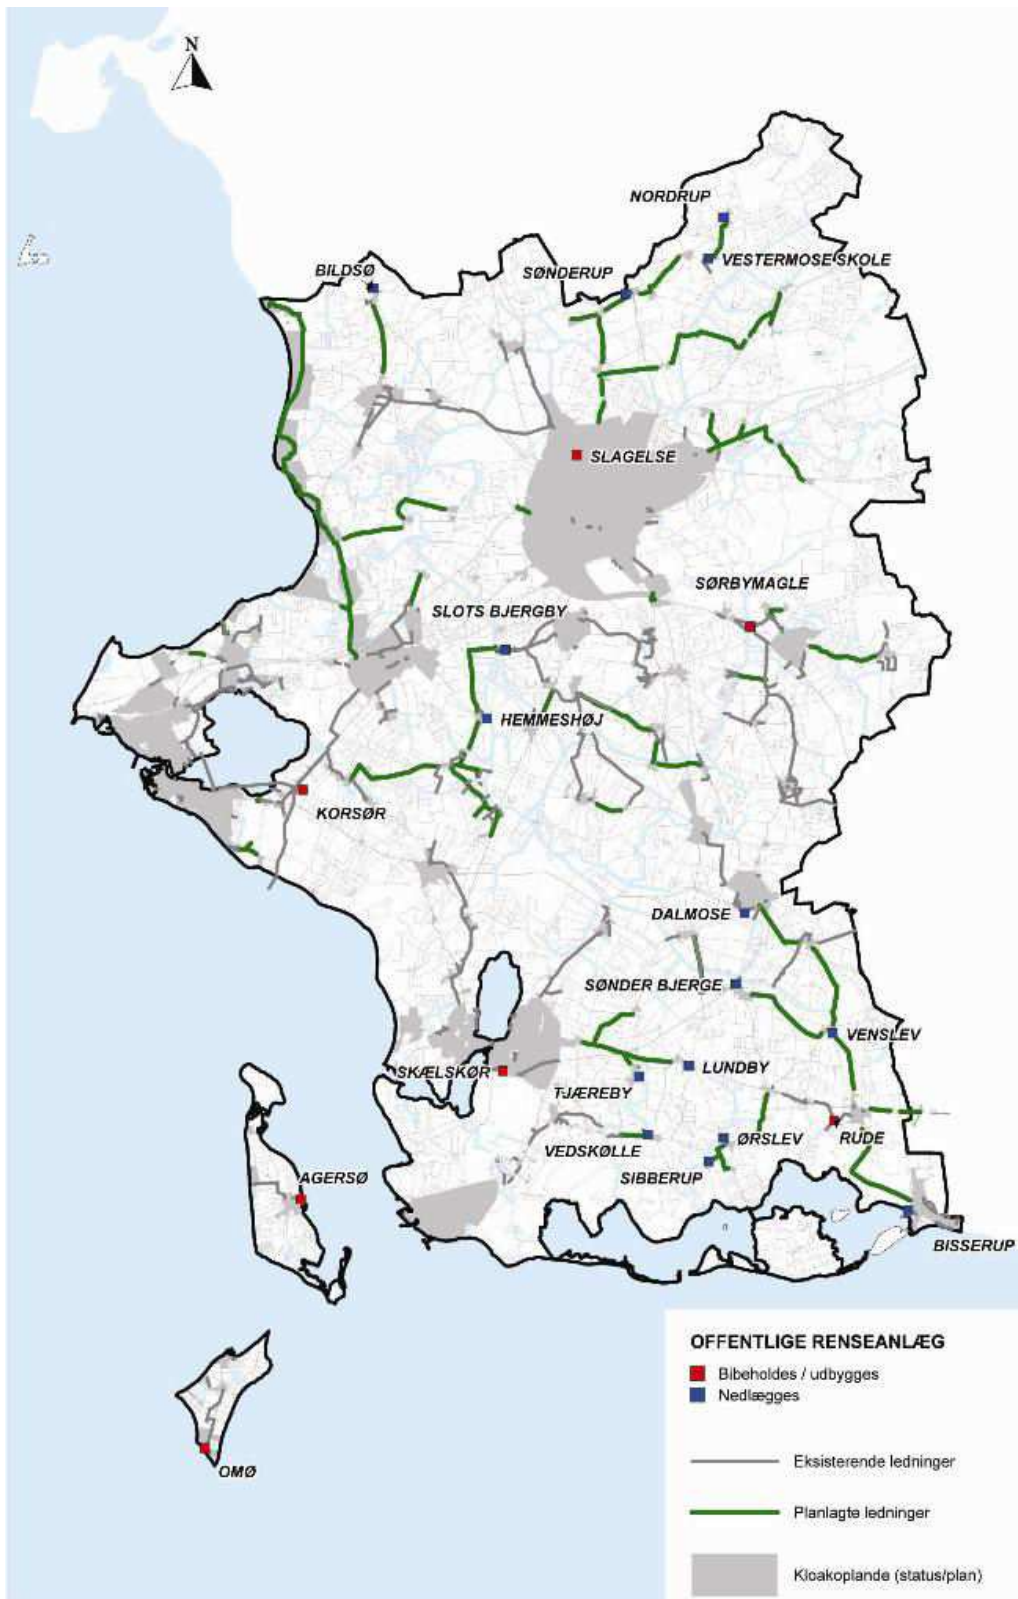 N
NORDRUP
VESTERMOSE SKOLE
BILDSØ
SØNDERUP
SLAGELSE
SØRBYMAGLE
SLOTS BJERGBY
HEMMESHØJ
KORSØR
DALMOSE
SØNDER BJERGE
VENSLEV
SKÆLSKØR
LUNDBY
TJÆREBY
VEDSKØLLE
ØRSLEV
RUDE
SIBBERUP
AGERSØ
BISSERUP
OMØ
OFFENTLIGE RENSEANLÆG
Bibeholdes / udbygges
Nedlægges
Eksisterende ledninger
Planlagte ledninger
Kloakoplande (status/plan)